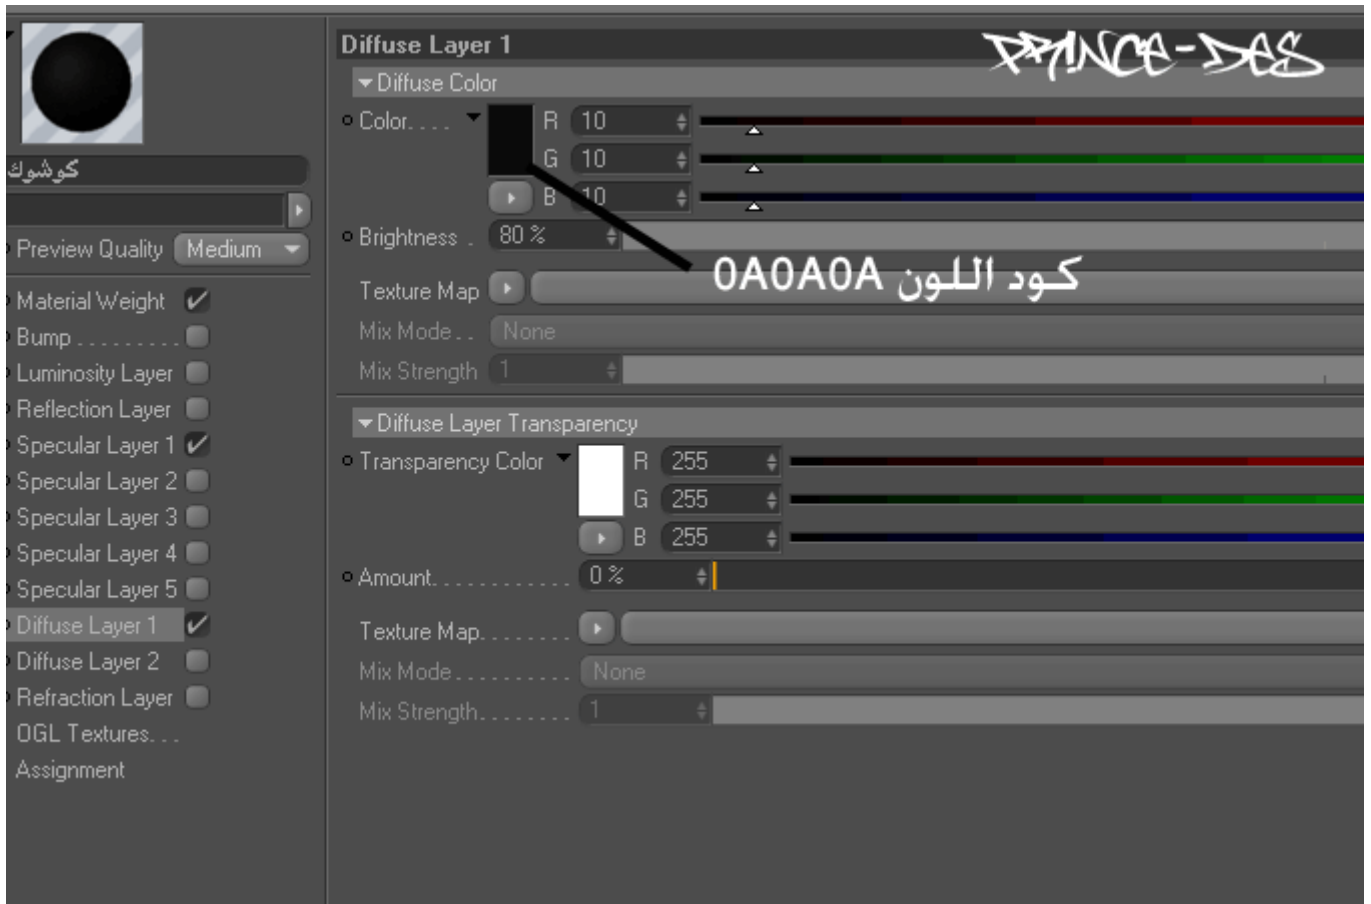 PRINCE-DES
كوشوك
Preview Quality Medium
Material Weight
Bump . . . . . . . . .
Luminosity Layer
Reflection Layer
Specular Layer 1
Specular Layer 2
Specular Layer 3
Specular Layer 4
Specular Layer 5
Diffuse Layer 1
Diffuse Layer 2
Refraction Layer
OGL Textures. . .
Assignment
Diffuse Layer 1
Diffuse Color
Color. . . . R 10
G 10
B 10
Brightness . 80 %
كود اللون 0A0A0A
Texture Map
Mix Mode . . None
Mix Strength 1
Diffuse Layer Transparency
Transparency Color R 255
G 255
B 255
Amount. . . . . . . . . . . . 0 %
Texture Map. . . . . . . .
Mix Mode . . . . . . . . . . None
Mix Strength. . . . . . . . 1